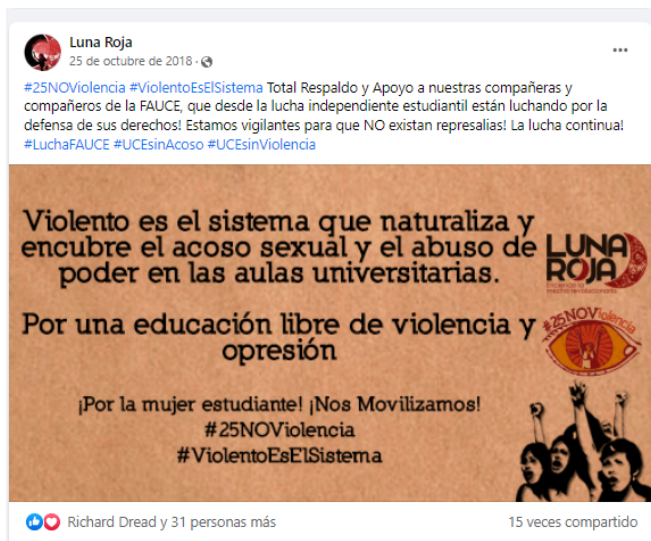 Luna Roja
25 de octubre de 2018 ·
#25NOViolencia #ViolentoEsElSistema Total Respaldo y Apoyo a nuestras compañeras y
compañeros de la FAUCE, que desde la lucha independiente estudiantil están luchando por la
defensa de sus derechos! Estamos vigilantes para que NO existan represalias! La lucha continua!
#LuchaFAUCE #UCEsinAcoso #UCEsinViolencia
Violento es el sistema que naturaliza y
encubre el acoso sexual y el abuso de
poder en las aulas universitarias.
LUNA
ROJA
Por una educación libre de violencia y
opresión
#25NOViolencia
¡Por la mujer estudiante! ¡Nos Movilizamos!
#25NOViolencia
#ViolentoEsElSistema
Richard Dread y 31 personas más
15 veces compartido